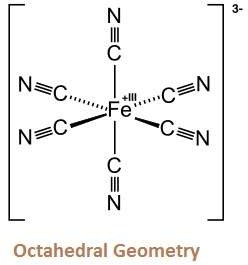 3-
N
C
N≡C
C≡N
+III
Fe
N≡C
C≡N
C
N
Octahedral Geometry